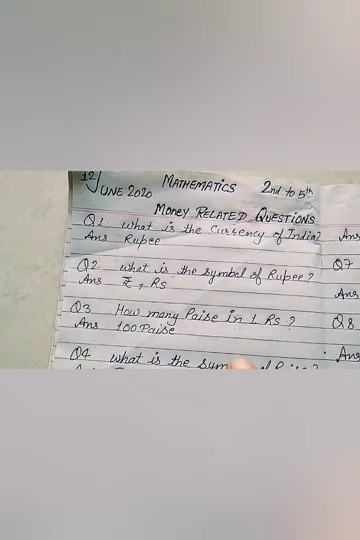 12 June 2020 Mathematics 2nd to 5th
Money Related Questions
Q1 What is the Currency of India?
Ans Rupee
Q2 What is the symbol of Rupee?
Ans ₹, Rs
Q3 How many Paise in 1 Rs?
Ans 100 Paise
Q4 What is the
Q7
Ans
Q8
Ans